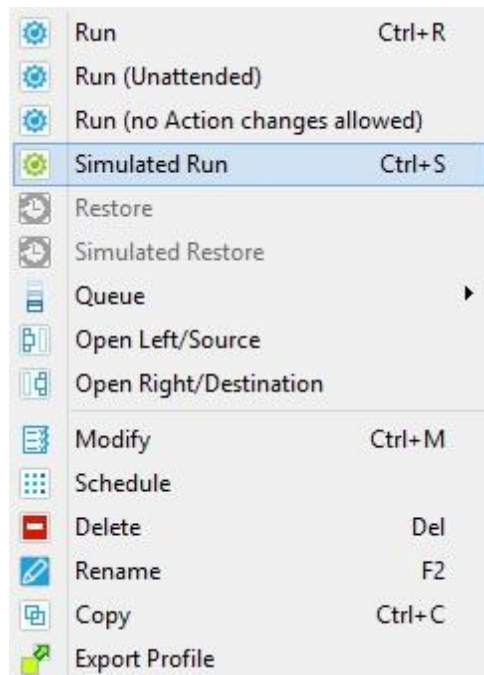 Run Ctrl+R
Run (Unattended)
Run (no Action changes allowed)
Simulated Run Ctrl+S
Restore
Simulated Restore
Queue
Open Left/Source
Open Right/Destination
Modify Ctrl+M
Schedule
Delete Del
Rename F2
Copy Ctrl+C
Export Profile